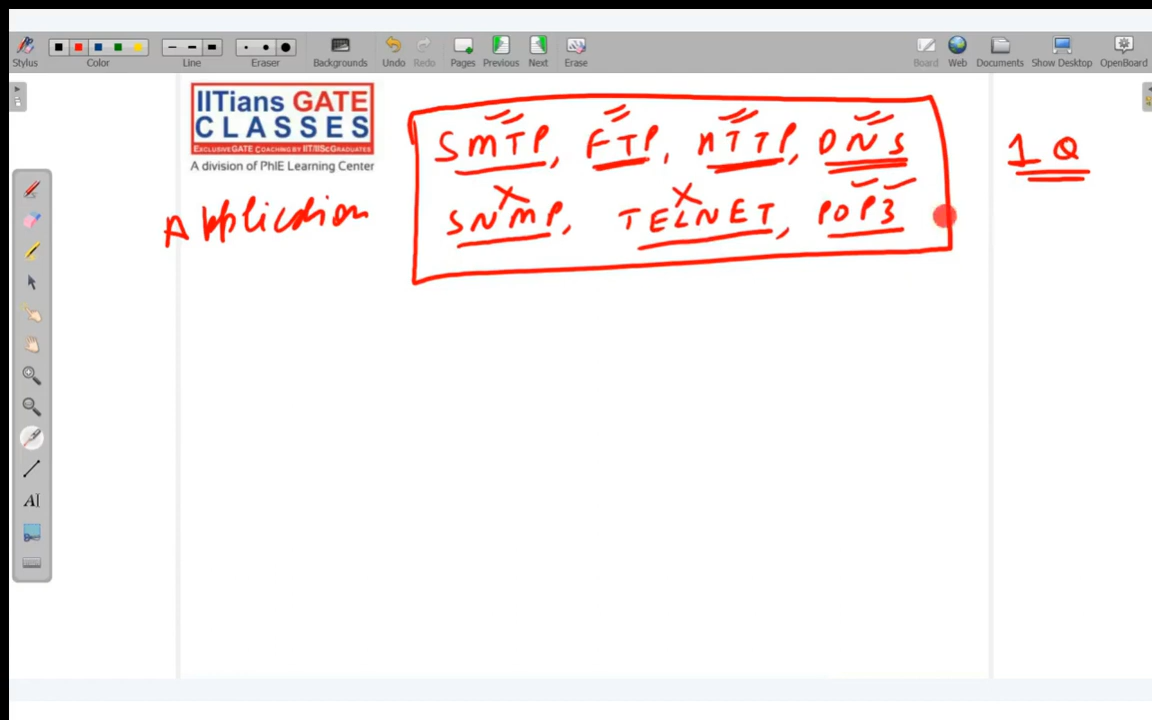 Stylus Color Line Eraser Backgrounds Undo Redo Pages Previous Next Erase Board Web Documents Show Desktop OpenBoard
IITians GATE
CLASSES
EXCLUSIVE GATE COACHING BY IIT/IISC GRADUATES
A division of PhIE Learning Center
SMTP, FTP, HTTP, DNS
1 Q
Application
SNMP, TELNET, POP3
AI